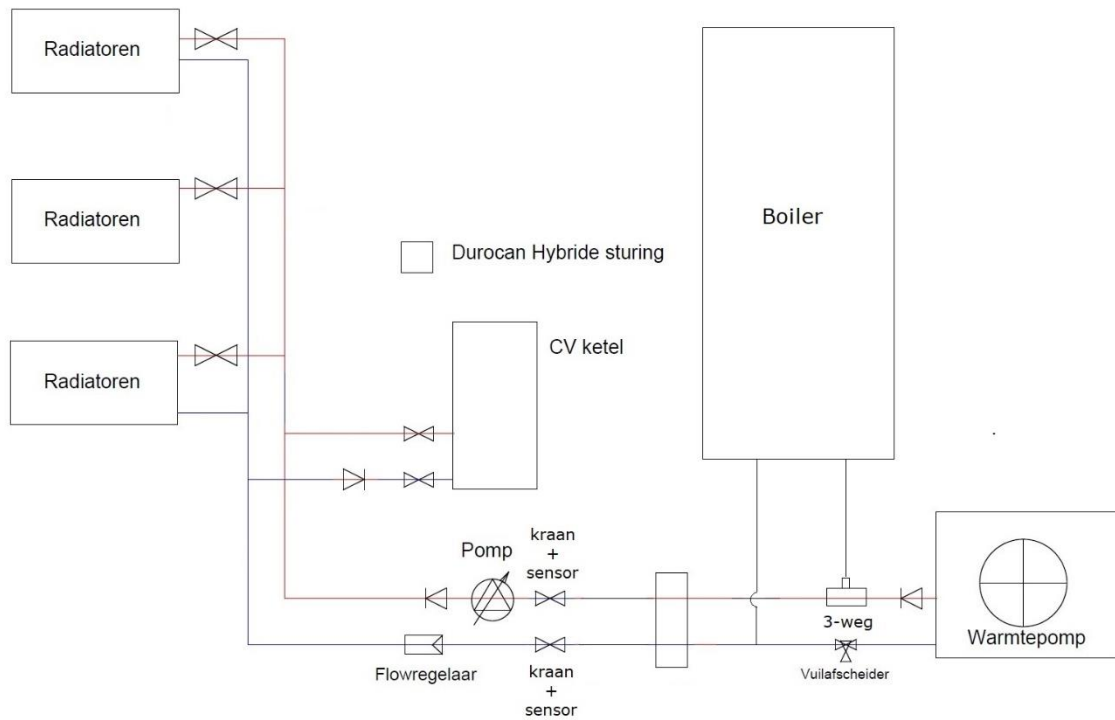 Radiatoren
Radiatoren
Boiler
Durocan Hybride sturing
CV ketel
Radiatoren
Pomp
kraan
+
sensor
3-weg
Warmtepomp
Flowregelaar
kraan
+
sensor
Vuilafscheider